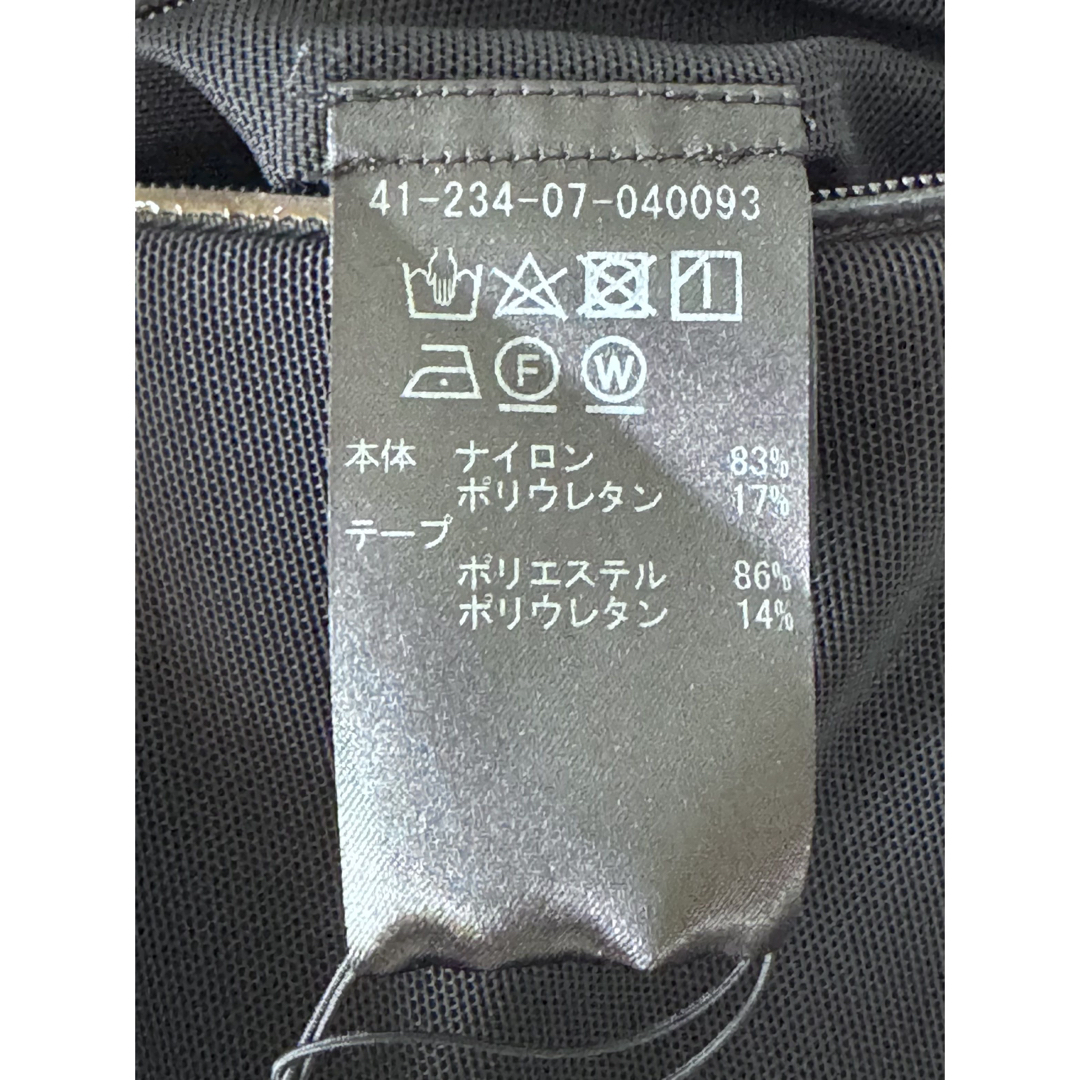 41-234-07-040093
F W
本体 ナイロン 83%
ポリウレタン 17%
テープ
ポリエステル 86%
ポリウレタン 14%